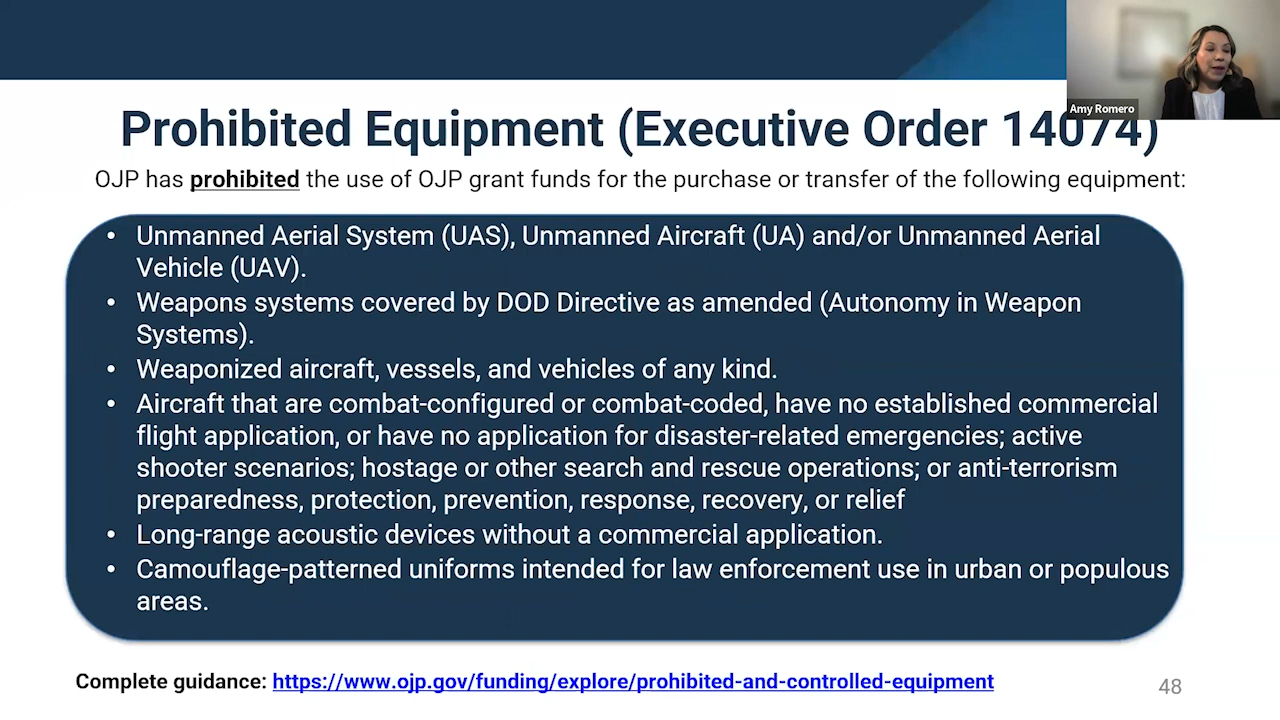 Amy Romero
Prohibited Equipment (Executive Order 14074)
OJP has prohibited the use of OJP grant funds for the purchase or transfer of the following equipment:
• Unmanned Aerial System (UAS), Unmanned Aircraft (UA) and/or Unmanned Aerial
Vehicle (UAV).
• Weapons systems covered by DOD Directive as amended (Autonomy in Weapon
Systems).
• Weaponized aircraft, vessels, and vehicles of any kind.
• Aircraft that are combat-configured or combat-coded, have no established commercial
flight application, or have no application for disaster-related emergencies; active
shooter scenarios; hostage or other search and rescue operations; or anti-terrorism
preparedness, protection, prevention, response, recovery, or relief
• Long-range acoustic devices without a commercial application.
• Camouflage-patterned uniforms intended for law enforcement use in urban or populous
areas.
Complete guidance: https://www.ojp.gov/funding/explore/prohibited-and-controlled-equipment
48